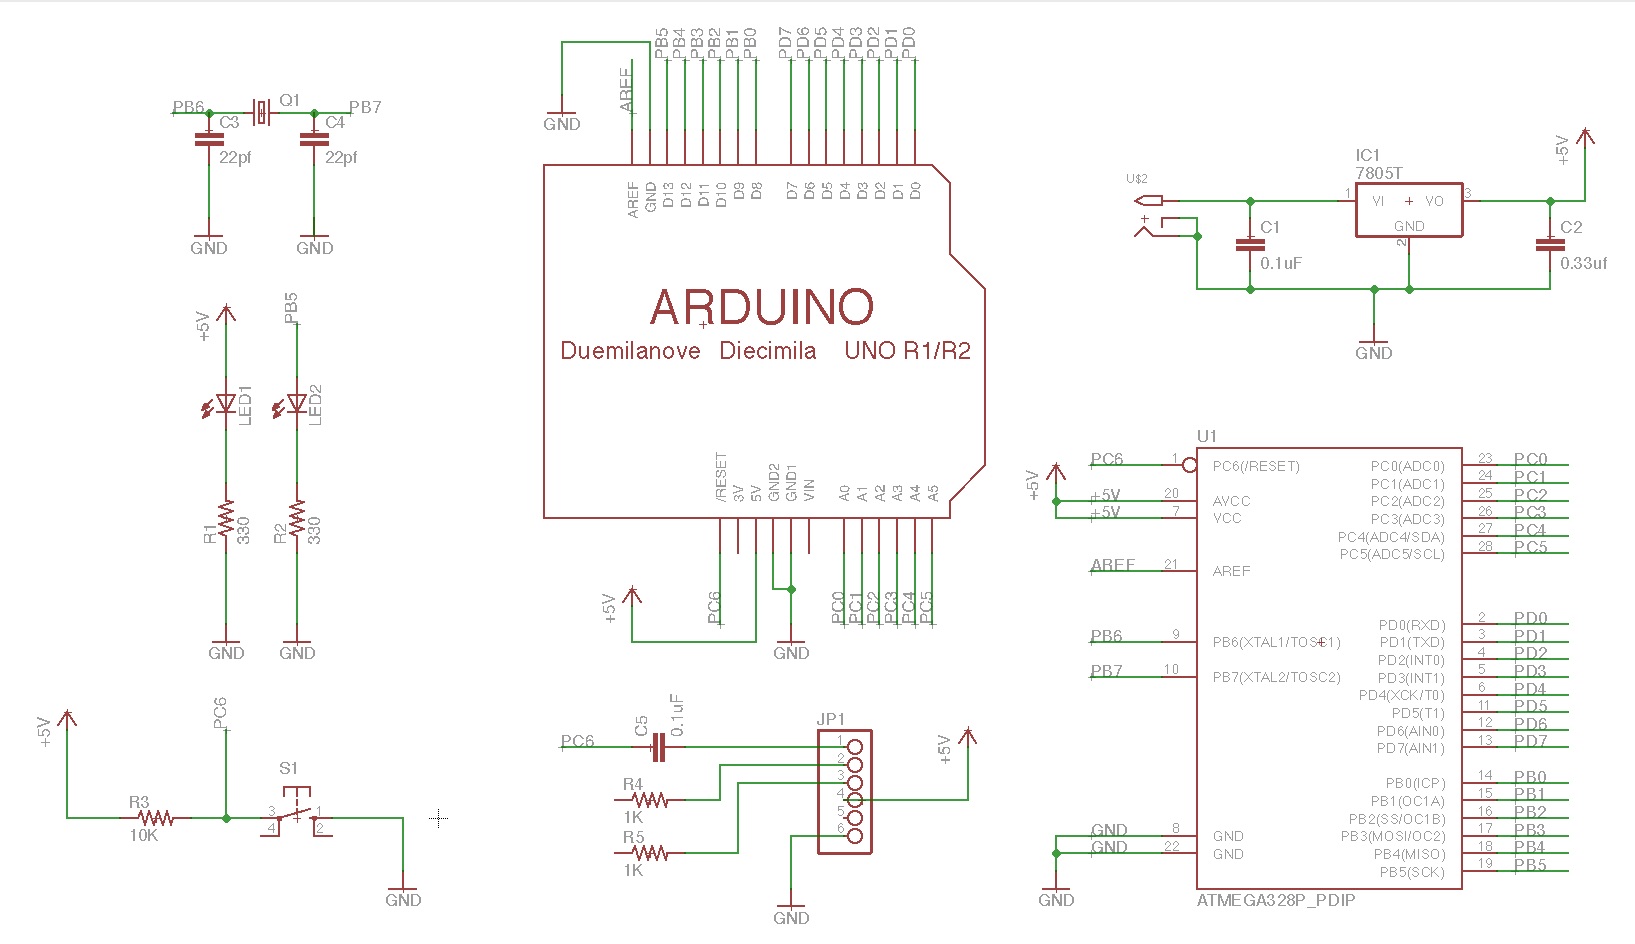 PB6
Q1
PB7
C3
22pf
C4
22pf
GND
GND
+5V
LED1
R1
330
GND
PB5
LED2
R2
330
GND
+5V
R3
10K
PC6
S1
3
4
1
2
GND
GND
AREF
PB5
PB4
PB3
PB2
PB1
PB0
PD7
PD6
PD5
PD4
PD3
PD2
PD1
PD0
AREF
GND
D13
D12
D11
D10
D9
D8
D7
D6
D5
D4
D3
D2
D1
D0
ARDUINO
Duemilanove Diecimila UNO R1/R2
/RESET
3V
5V
GND2
GND1
VIN
A0
A1
A2
A3
A4
A5
+5V
PC6
GND
PC0
PC1
PC2
PC3
PC4
PC5
PC6
C5
0.1uF
R4
1K
R5
1K
JP1
1
2
3
4
5
6
+5V
GND
U$2
+
C1
0.1uF
IC1
7805T
1
VI
VO
3
GND
2
+5V
C2
0.33uf
GND
U1
PC6 1 PC6(/RESET)
+5V
+5V 20 AVCC
+5V 7 VCC
AREF 21 AREF
PB6 9 PB6(XTAL1/TOSC1)
PB7 10 PB7(XTAL2/TOSC2)
GND 8 GND
GND 22 GND
GND
PC0(ADC0) 23 PC0
PC1(ADC1) 24 PC1
PC2(ADC2) 25 PC2
PC3(ADC3) 26 PC3
PC4(ADC4/SDA) 27 PC4
PC5(ADC5/SCL) 28 PC5
PD0(RXD) 2 PD0
PD1(TXD) 3 PD1
PD2(INT0) 4 PD2
PD3(INT1) 5 PD3
PD4(XCK/T0) 6 PD4
PD5(T1) 11 PD5
PD6(AIN0) 12 PD6
PD7(AIN1) 13 PD7
PB0(ICP) 14 PB0
PB1(OC1A) 15 PB1
PB2(SS/OC1B) 16 PB2
PB3(MOSI/OC2) 17 PB3
PB4(MISO) 18 PB4
PB5(SCK) 19 PB5
ATMEGA328P_PDIP